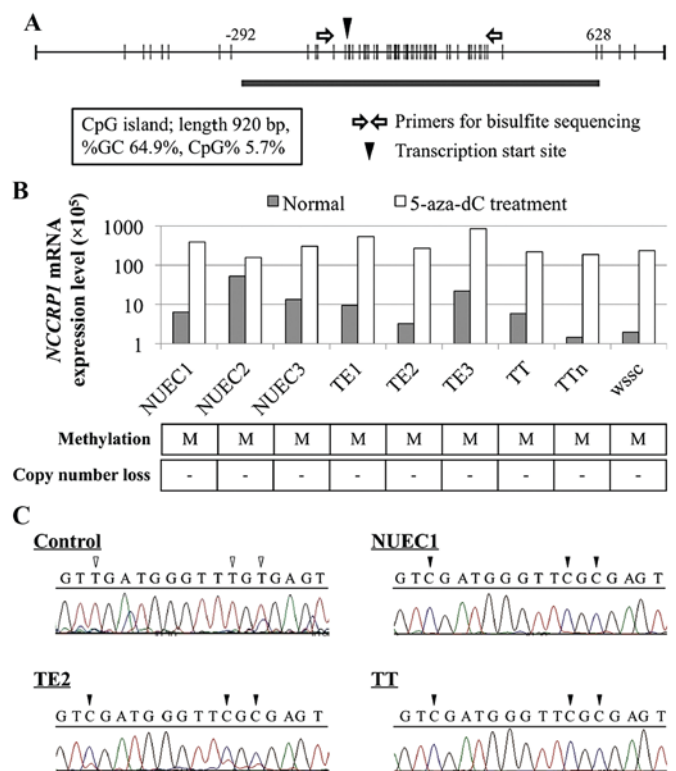 A
-292
628
CpG island; length 920 bp,
%GC 64.9%, CpG% 5.7%
Primers for bisulfite sequencing
Transcription start site
B
Normal
5-aza-dC treatment
NCCRP1 mRNA
expression level (×10⁵)
1000
100
10
1
NUEC1
NUEC2
NUEC3
TE1
TE2
TE3
TT
TTn
wssc
Methylation M M M M M M M M M
Copy number loss - - - - - - - - -
C
Control
G T T G A T G G G T T T G T G A G T
NUEC1
G T C G A T G G G T T C G C G A G T
TE2
G T C G A T G G G T T C G C G A G T
TT
G T C G A T G G G T T C G C G A G T